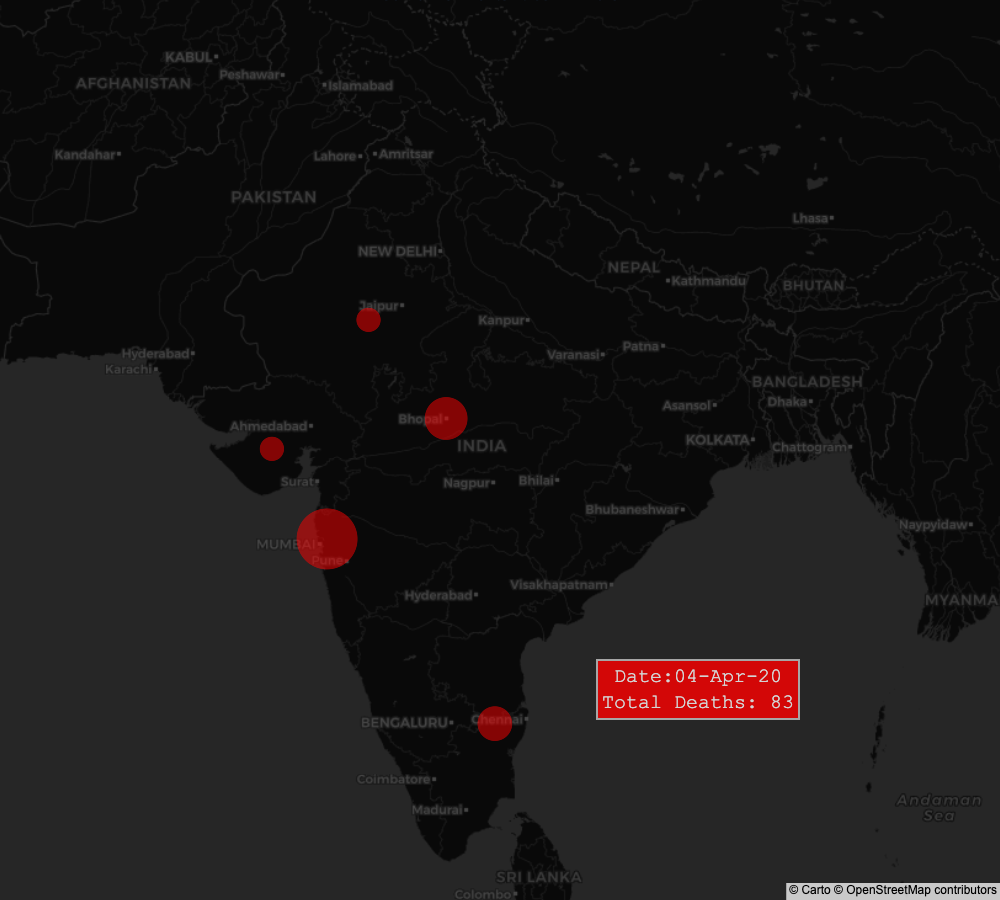 KABUL
Peshawar
Islamabad
AFGHANISTAN
Kandahar
Lahore
Amritsar
PAKISTAN
Lhasa
NEW DELHI
NEPAL
Kathmandu
BHUTAN
Jaipur
Kanpur
Hyderabad
Karachi
Varanasi
Patna
BANGLADESH
Dhaka
Asansol
Ahmedabad
Bhopal
INDIA
KOLKATA
Chattogram
Surat
Nagpur
Bhilai
Bhubaneshwar
Naypyidaw
MUMBAI
Pune
Hyderabad
Visakhapatnam
MYANMA
Date:04-Apr-20
Total Deaths: 83
BENGALURU
Chennai
Coimbatore
Madurai
Andaman
Sea
SRI LANKA
Colombo
© Carto © OpenStreetMap contributors